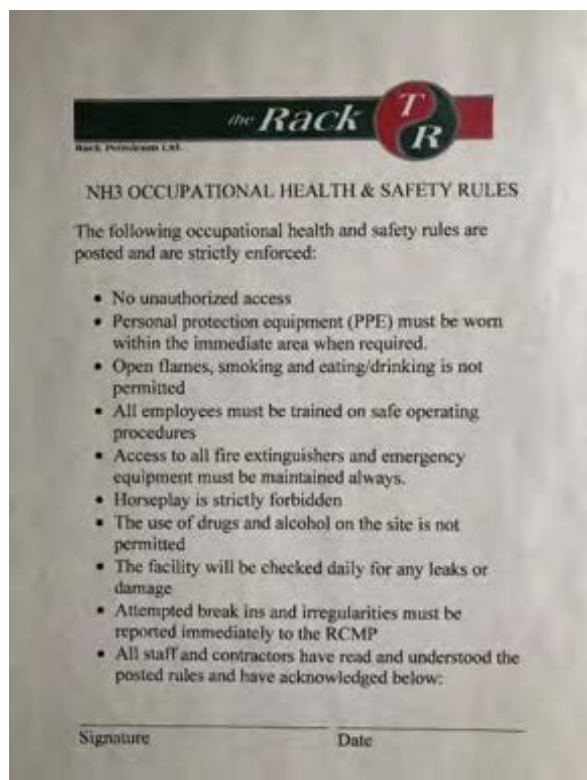 the Rack
T
R
Rack Petroleum Ltd.
NH3 OCCUPATIONAL HEALTH & SAFETY RULES
The following occupational health and safety rules are
posted and are strictly enforced:
• No unauthorized access
• Personal protection equipment (PPE) must be worn
within the immediate area when required.
• Open flames, smoking and eating/drinking is not
permitted
• All employees must be trained on safe operating
procedures
• Access to all fire extinguishers and emergency
equipment must be maintained always.
• Horseplay is strictly forbidden
• The use of drugs and alcohol on the site is not
permitted
• The facility will be checked daily for any leaks or
damage
• Attempted break ins and irregularities must be
reported immediately to the RCMP
• All staff and contractors have read and understood the
posted rules and have acknowledged below:
Signature Date